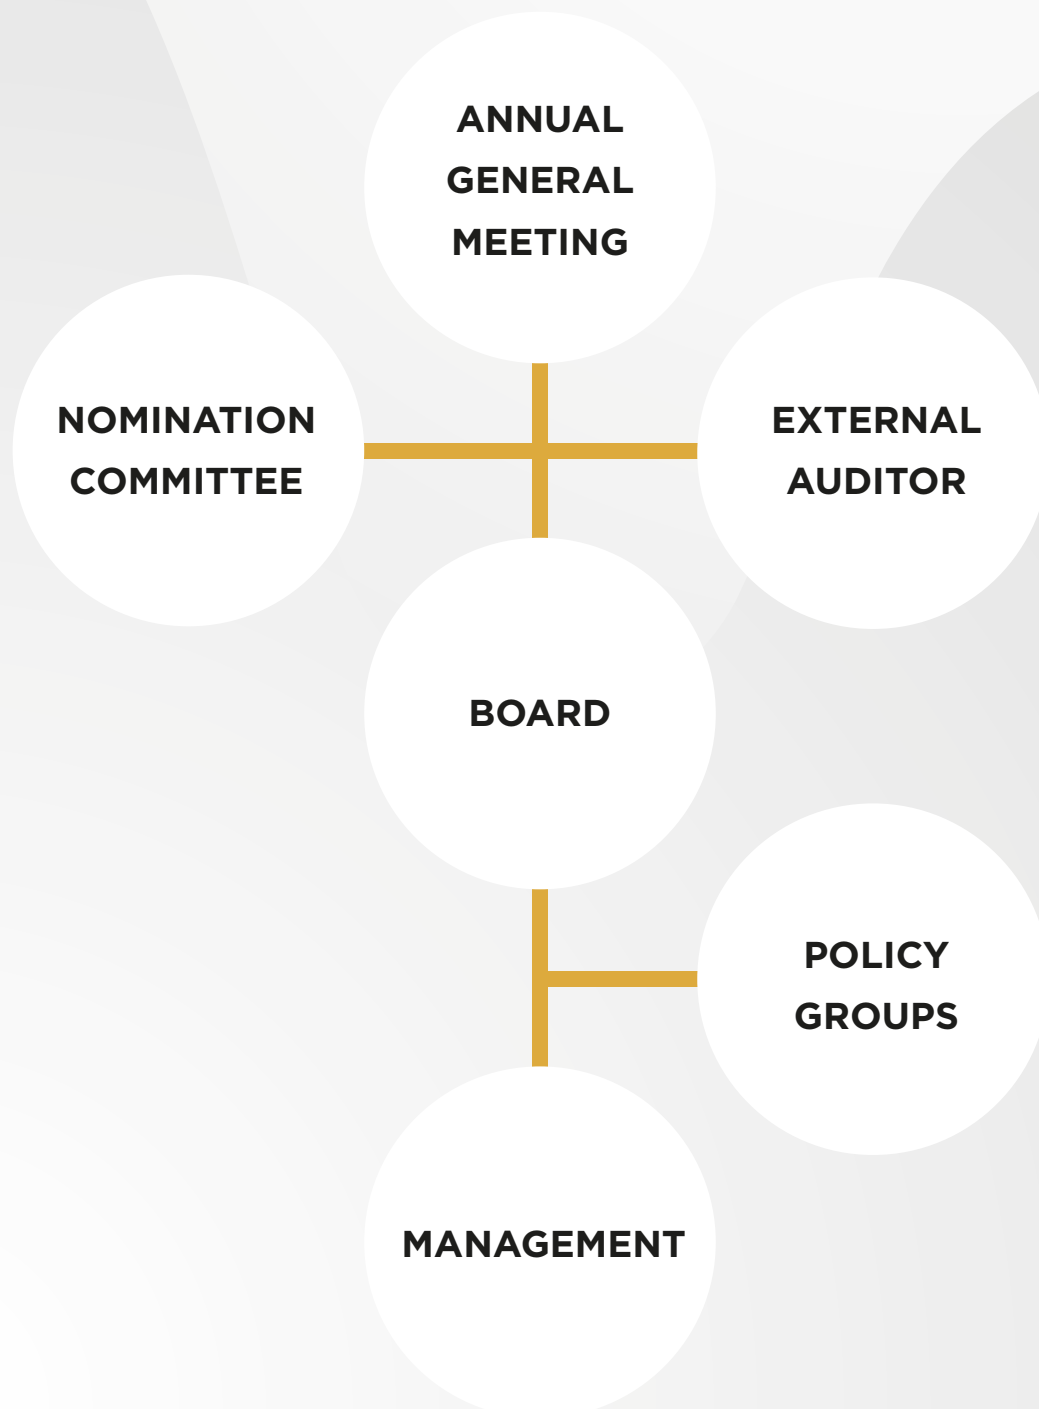 ANNUAL
GENERAL
MEETING
NOMINATION
COMMITTEE
EXTERNAL
AUDITOR
BOARD
POLICY
GROUPS
MANAGEMENT